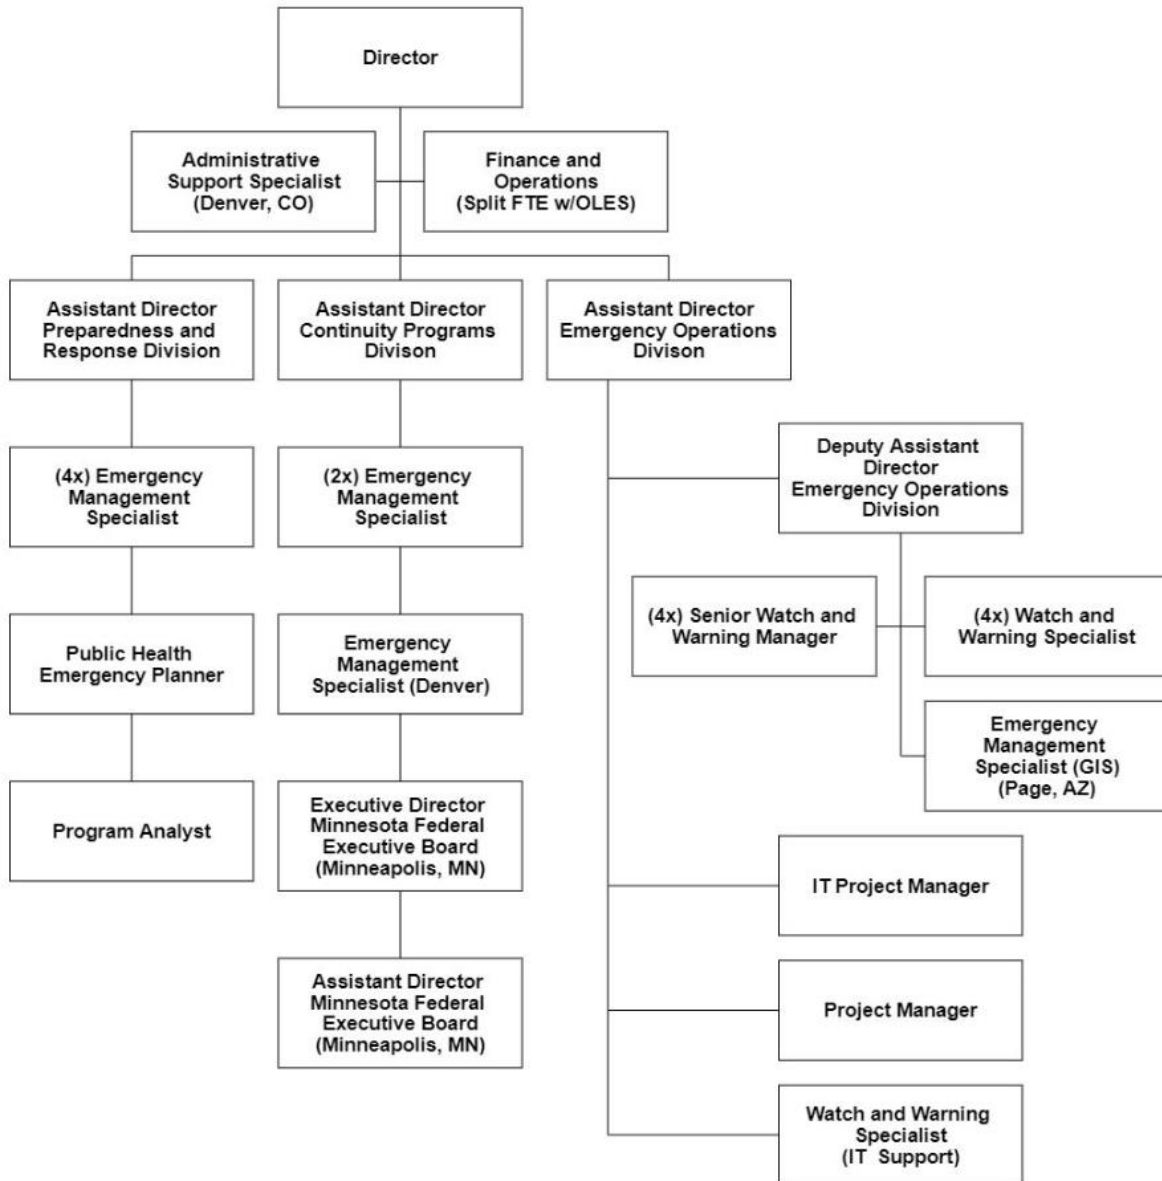 Director
Administrative
Support Specialist
(Denver, CO)
Finance and
Operations
(Split FTE w/OLES)
Assistant Director
Preparedness and
Response Division
Assistant Director
Continuity Programs
Divison
Assistant Director
Emergency Operations
Divison
(4x) Emergency
Management
Specialist
(2x) Emergency
Management
Specialist
Deputy Assistant
Director
Emergency Operations
Division
(4x) Senior Watch and
Warning Manager
(4x) Watch and
Warning Specialist
Public Health
Emergency Planner
Emergency
Management
Specialist (Denver)
Emergency
Management
Specialist (GIS)
(Page, AZ)
Program Analyst
Executive Director
Minnesota Federal
Executive Board
(Minneapolis, MN)
IT Project Manager
Assistant Director
Minnesota Federal
Executive Board
(Minneapolis, MN)
Project Manager
Watch and Warning
Specialist
(IT Support)